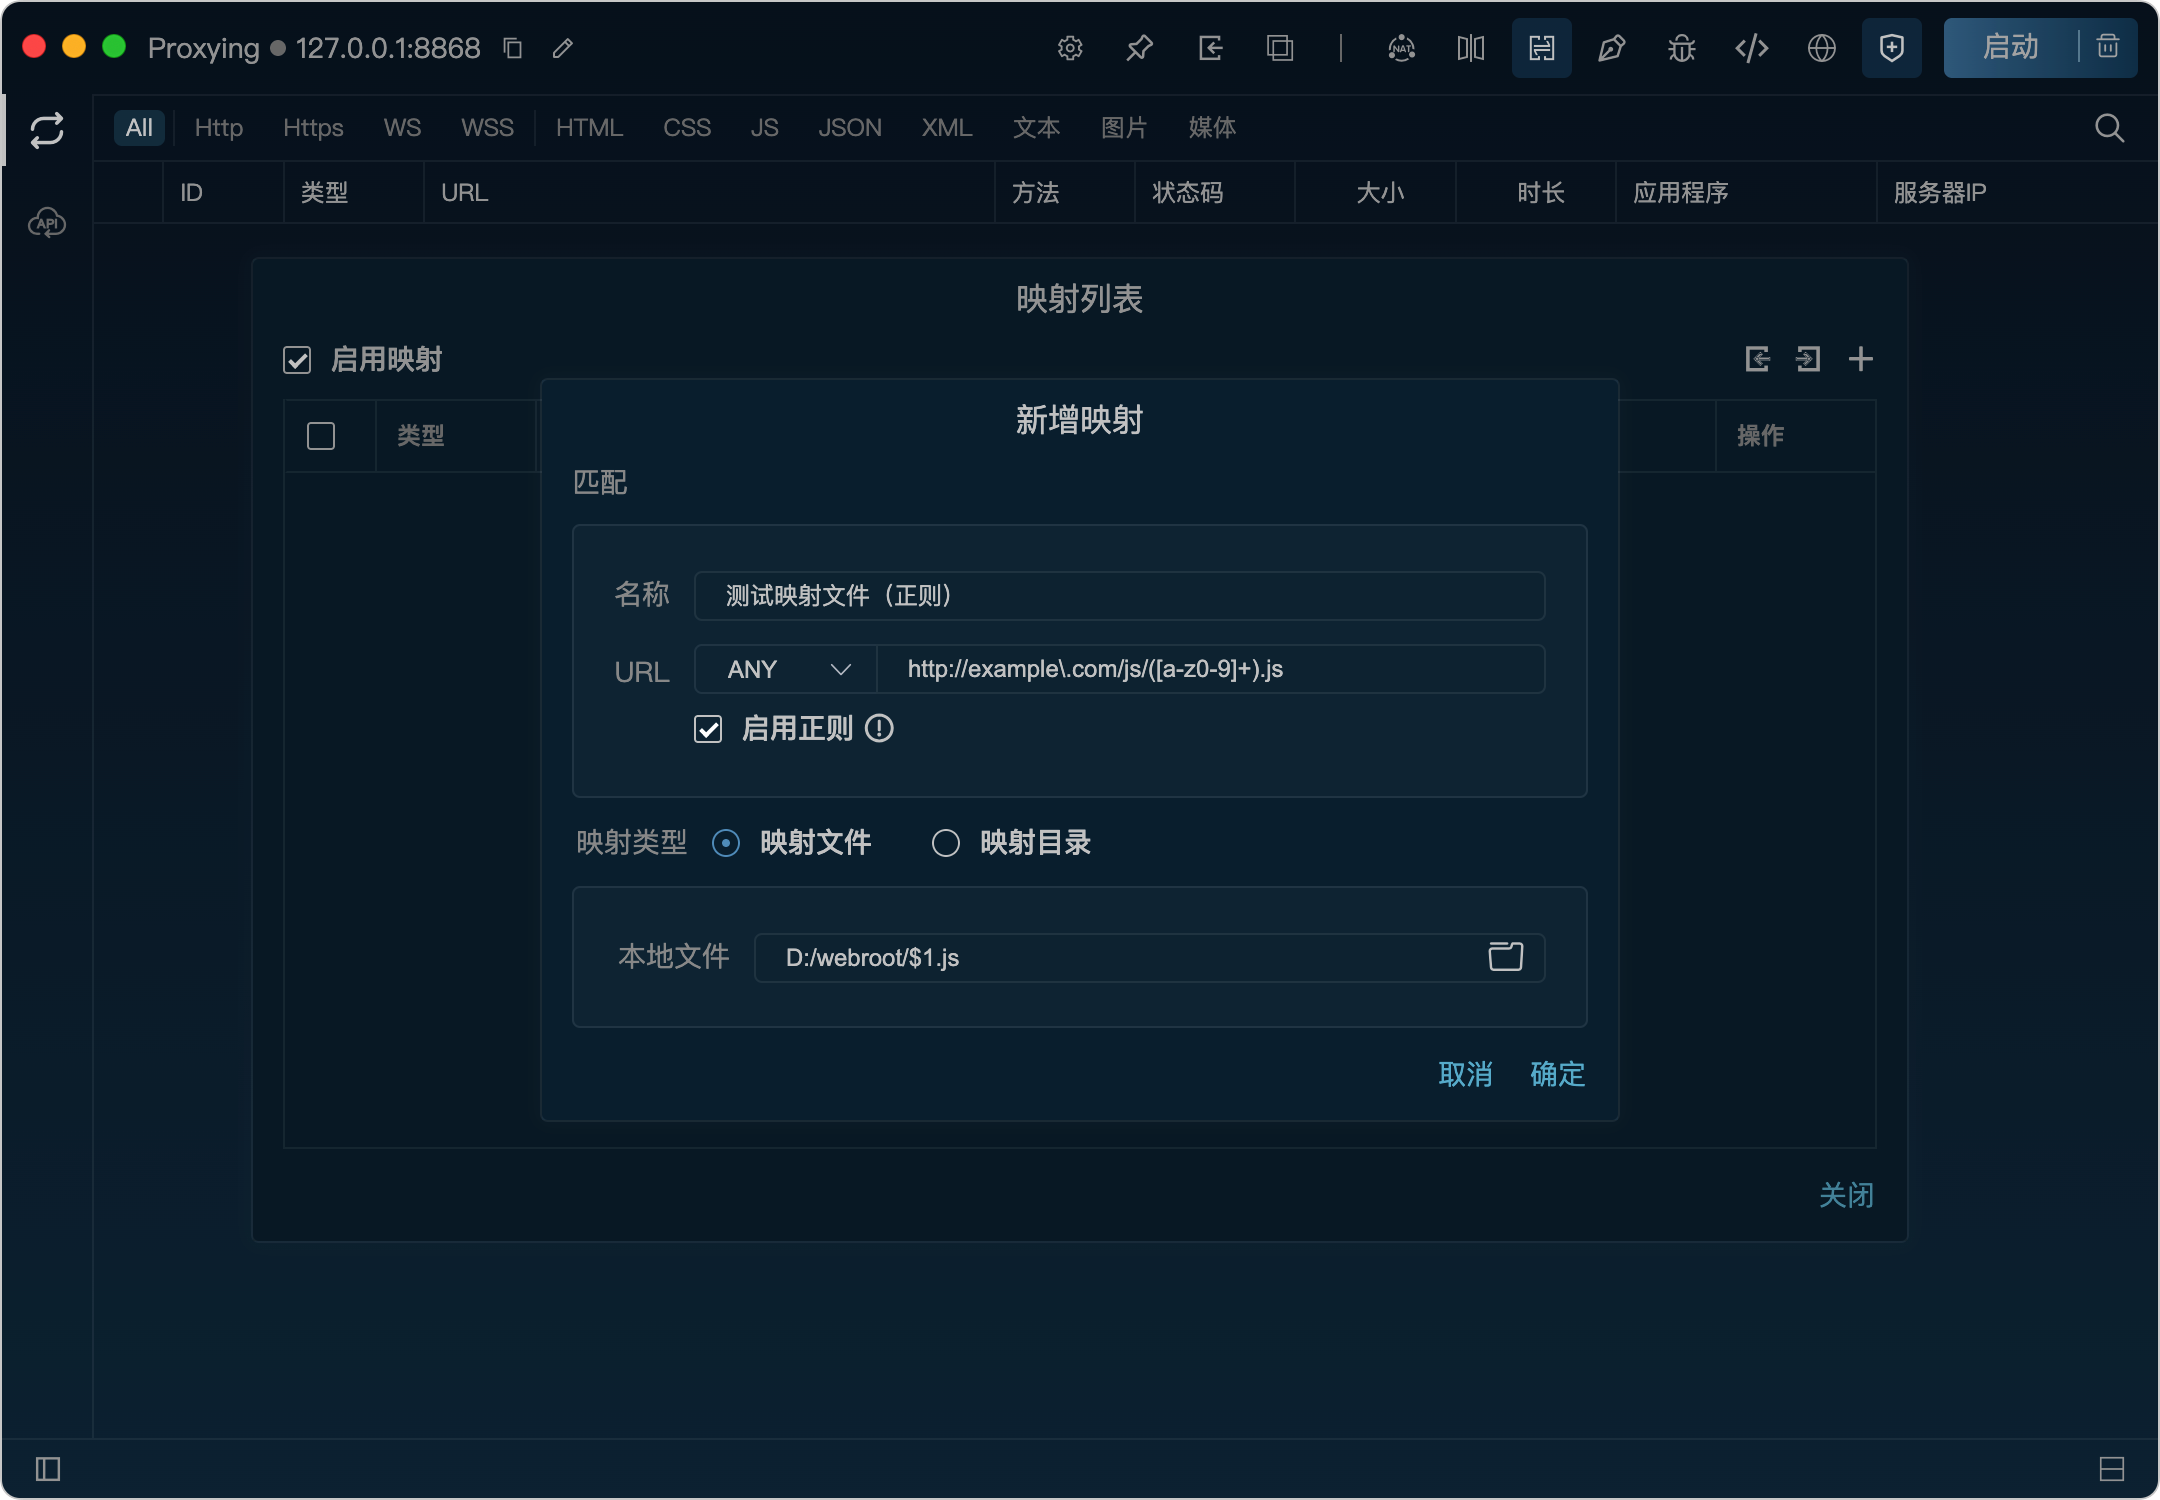 Proxying 127.0.0.1:8868
NAT
启动
All Http Https WS WSS HTML CSS JS JSON XML 文本 图片 媒体
API
ID 类型 URL 方法 状态码 大小 时长 应用程序 服务器IP
映射列表
启用映射
类型 操作
新增映射
匹配
名称 测试映射文件（正则）
URL ANY http://example\.com/js/([a-z0-9]+).js
启用正则
映射类型 映射文件 映射目录
本地文件 D:/webroot/$1.js
取消 确定
关闭